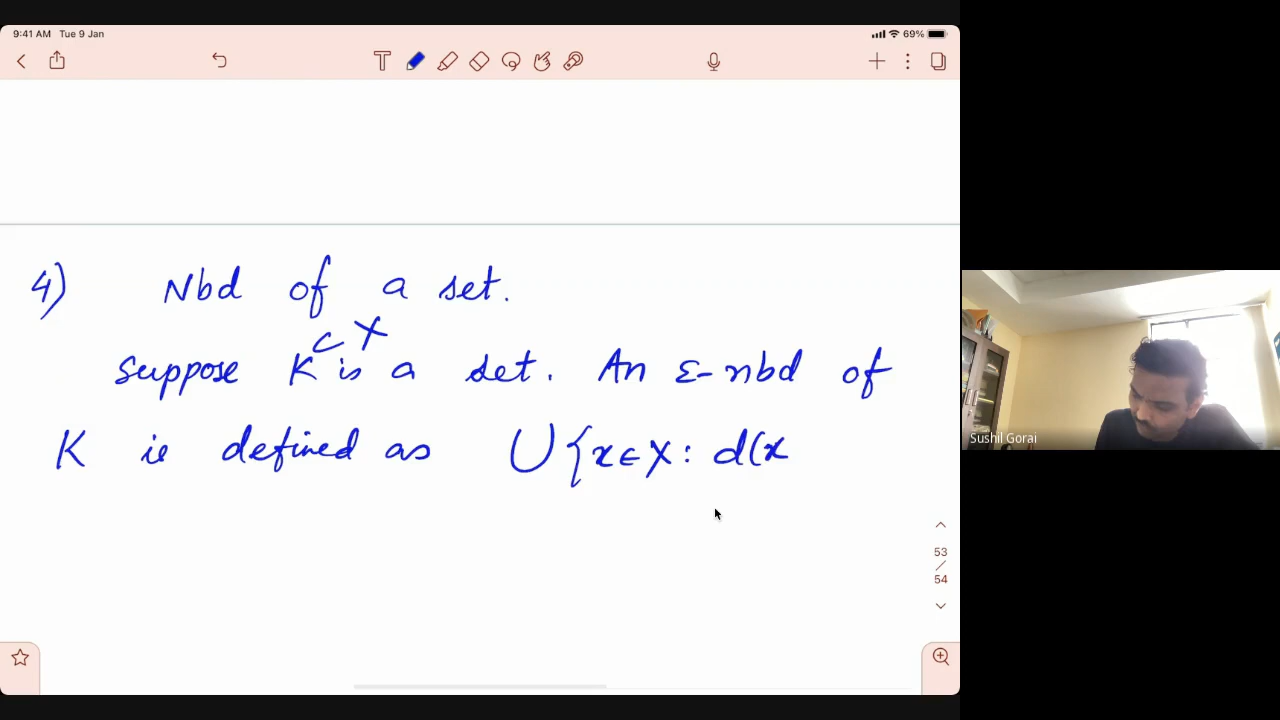 9:41 AM Tue 9 Jan
69%
4) Nbd of a set.
Suppose K ⊂ X is a set. An ε-nbd of
K is defined as ∪{x∈X: d(x
Sushil Gorai
53
/
54